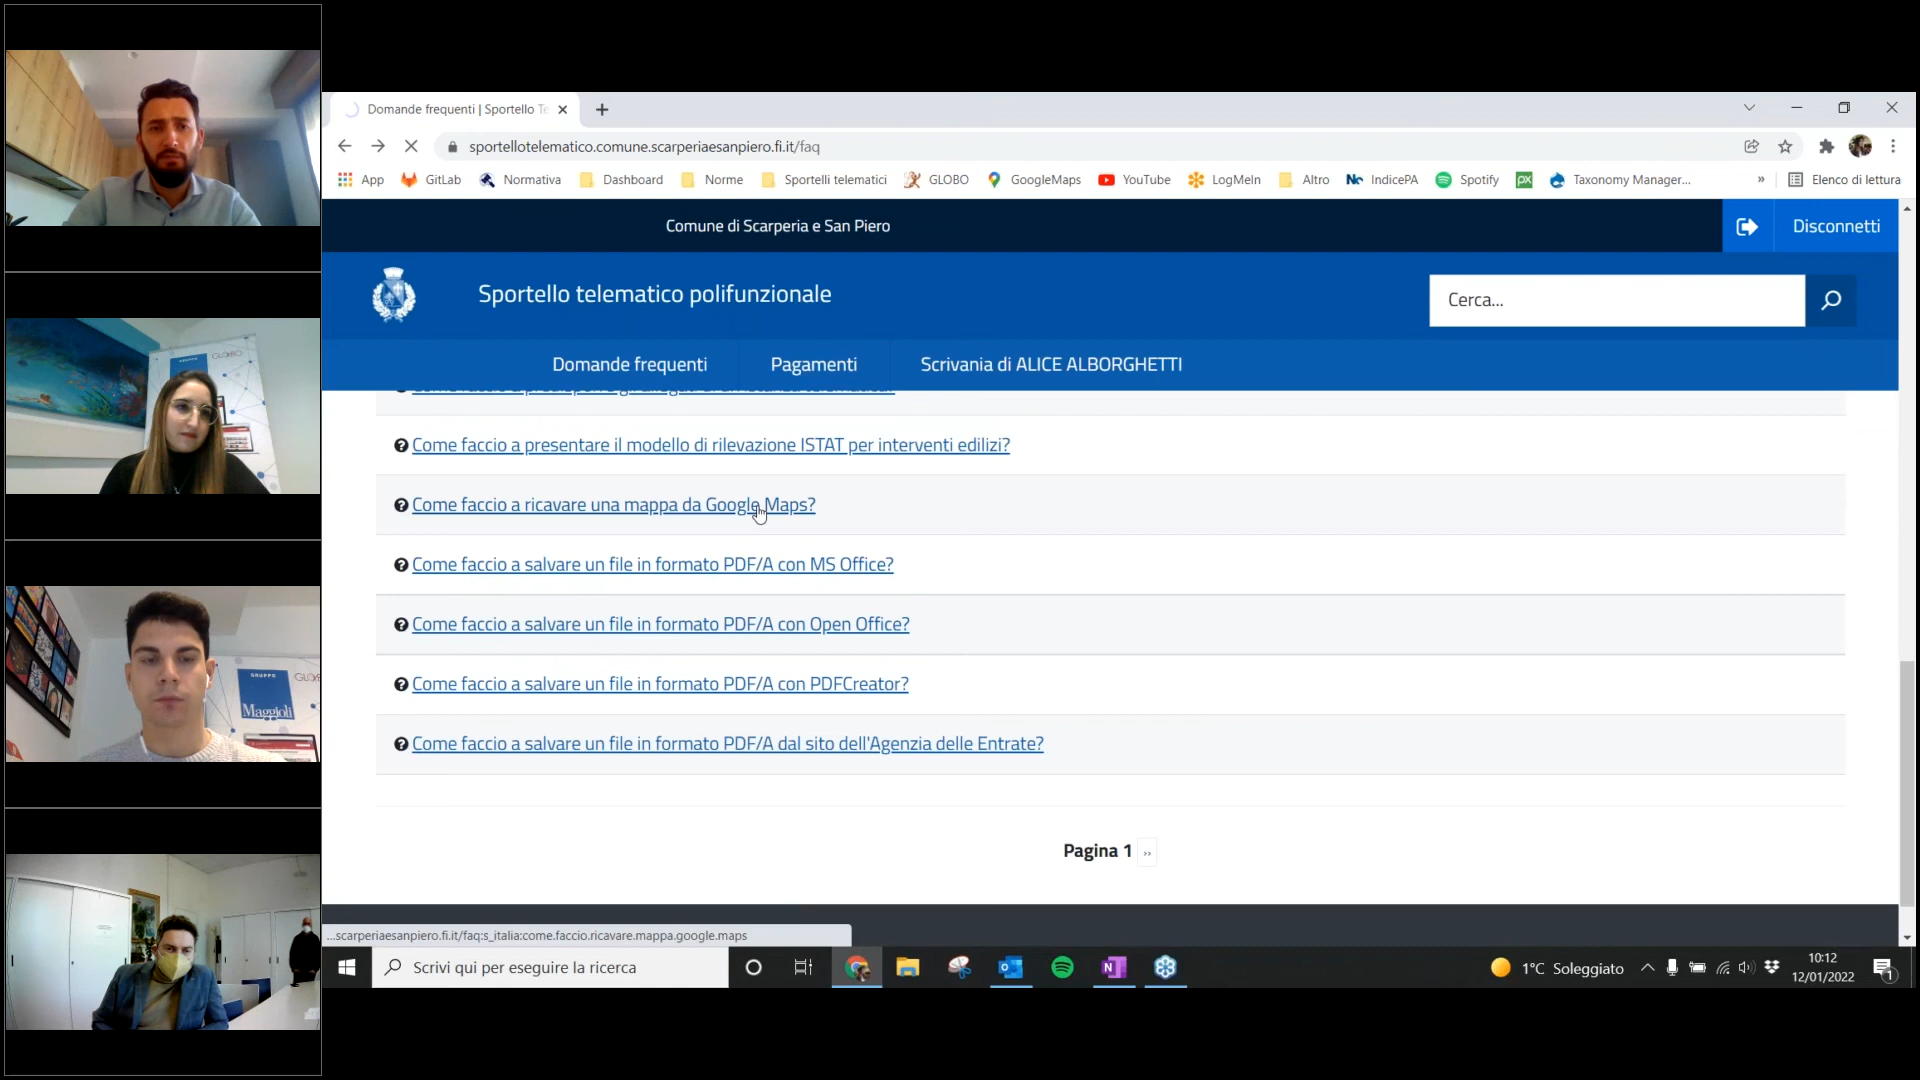 Domande frequenti | Sportello Te
sportellotelematico.comune.scarperiaesanpiero.fi.it/faq
App
GitLab
Normativa
Dashboard
Norme
Sportelli telematici
GLOBO
GoogleMaps
YouTube
LogMeIn
Altro
IndicePA
Spotify
Taxonomy Manager...
»
Elenco di lettura
Comune di Scarperia e San Piero
Disconnetti
Sportello telematico polifunzionale
Cerca...
Domande frequenti
Pagamenti
Scrivania di ALICE ALBORGHETTI
Come faccio a presentare il modello di rilevazione ISTAT per interventi edilizi?
Come faccio a ricavare una mappa da Google Maps?
Come faccio a salvare un file in formato PDF/A con MS Office?
Come faccio a salvare un file in formato PDF/A con Open Office?
Come faccio a salvare un file in formato PDF/A con PDFCreator?
Come faccio a salvare un file in formato PDF/A dal sito dell'Agenzia delle Entrate?
Pagina 1 ››
...scarperiaesanpiero.fi.it/faq:s_italia:come.faccio.ricavare.mappa.google.maps
Scrivi qui per eseguire la ricerca
1°C Soleggiato
10:12
12/01/2022
1
GRUPPO
Maggioli